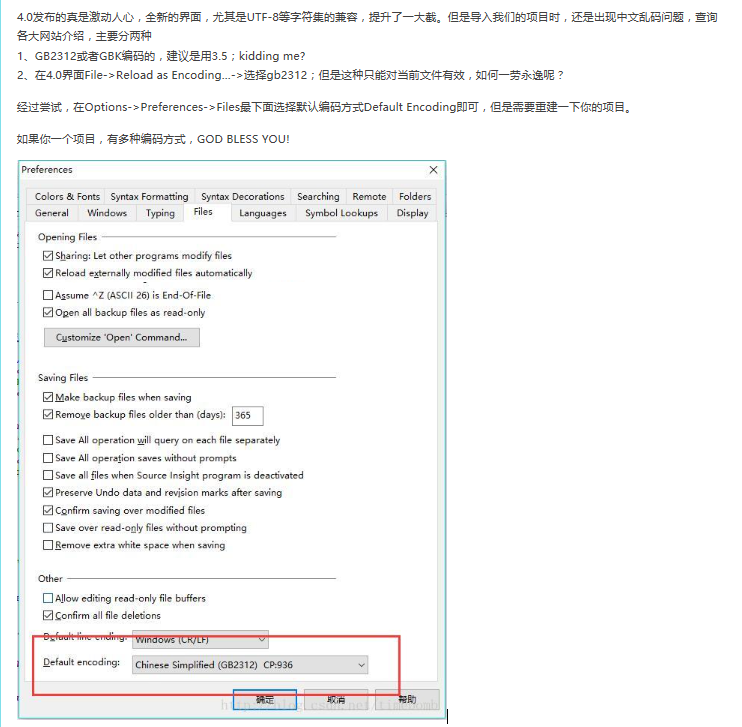 4.0发布的真是激动人心，全新的界面，尤其是UTF-8等字符集的兼容，提升了一大截。但是导入我们的项目时，还是出现中文乱码问题，查询
各大网站介绍，主要分两种
1、GB2312或者GBK编码的，建议是用3.5；kidding me?
2、在4.0界面File->Reload as Encoding...->选择gb2312；但是这种只能对当前文件有效，如何一劳永逸呢？
经过尝试，在Options->Preferences->Files最下面选择默认编码方式Default Encoding即可，但是需要重建一下你的项目。
如果你一个项目，有多种编码方式，GOD BLESS YOU!
Preferences
Colors & Fonts Syntax Formatting Syntax Decorations Searching Remote Folders
General Windows Typing Files Languages Symbol Lookups Display
Opening Files
Sharing: Let other programs modify files
Reload externally modified files automatically
Assume ^Z (ASCII 26) is End-Of-File
Open all backup files as read-only
Customize 'Open' Command...
Saving Files
Make backup files when saving
Remove backup files older than (days): 365
Save All operation will query on each file separately
Save All operation saves without prompts
Save all files when Source Insight program is deactivated
Preserve Undo data and revision marks after saving
Confirm saving over modified files
Save over read-only files without prompting
Remove extra white space when saving
Other
Allow editing read-only file buffers
Confirm all file deletions
Default line ending: Windows (CR/LF)
Default encoding: Chinese Simplified (GB2312) CP:936
确定 取消 帮助